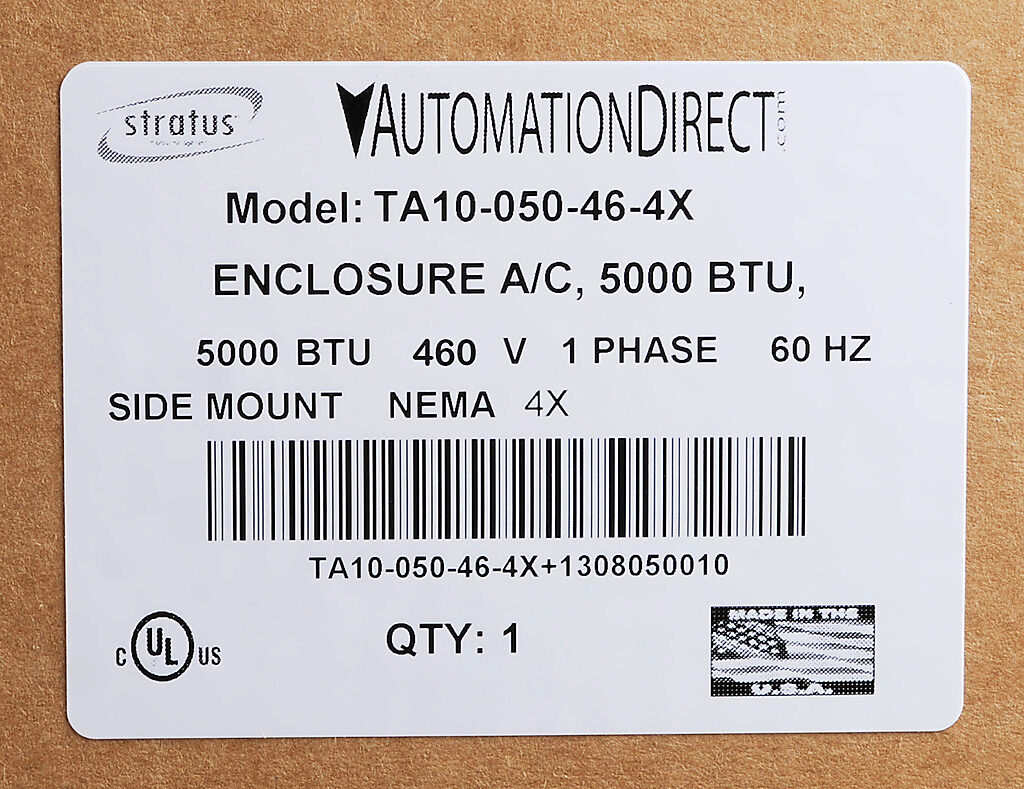 stratus
AUTOMATIONDIRECT.com
Model: TA10-050-46-4X
ENCLOSURE A/C, 5000 BTU,
5000 BTU 460 V 1 PHASE 60 HZ
SIDE MOUNT NEMA 4X
TA10-050-46-4X+1308050010
C UL US
QTY: 1
MADE IN THE
U.S.A.